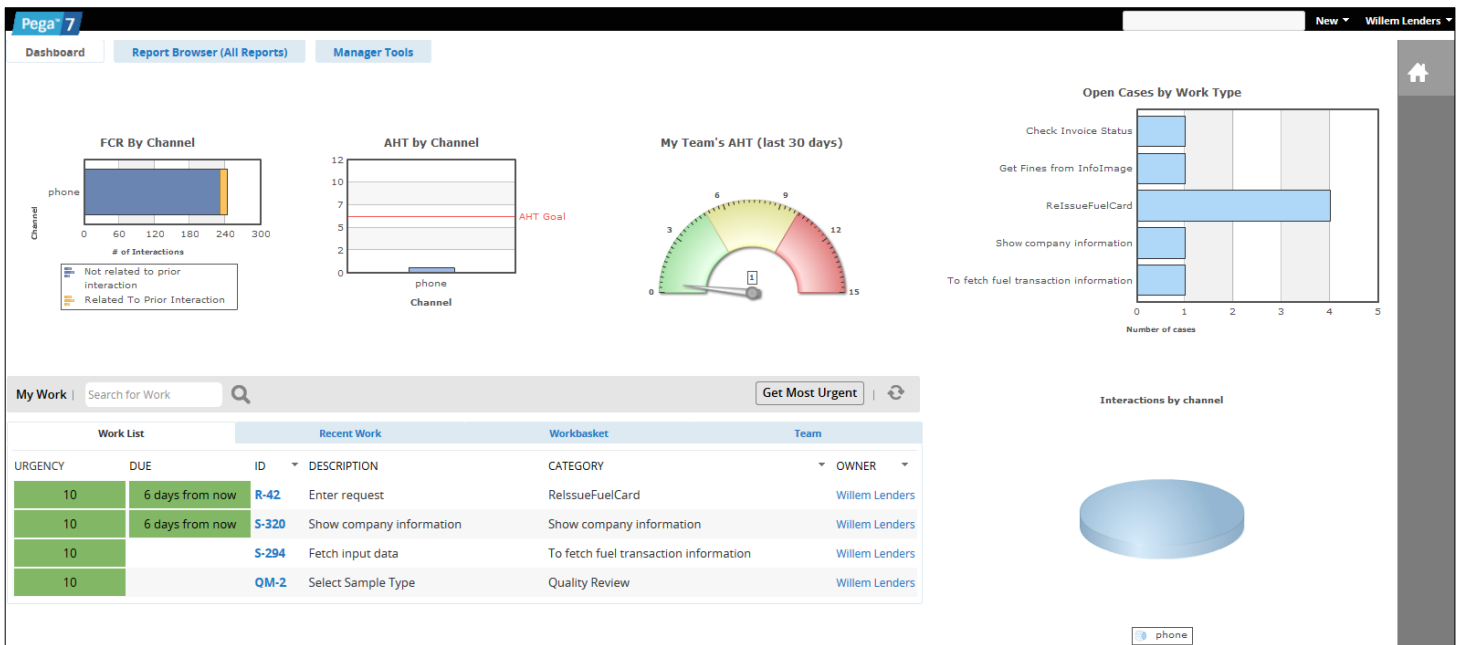 Pega™ 7
New
Willem Lenders
Dashboard
Report Browser (All Reports)
Manager Tools
FCR By Channel
Channel
phone
0 60 120 180 240 300
# of Interactions
Not related to prior
interaction
Related To Prior Interaction
AHT by Channel
12
10
7
5
2
0
AHT Goal
phone
Channel
My Team's AHT (last 30 days)
0
3
6
9
12
15
1
Open Cases by Work Type
Check Invoice Status
Get Fines from InfoImage
ReIssueFuelCard
Show company information
To fetch fuel transaction information
0 1 2 3 4 5
Number of cases
My Work | Search for Work
Get Most Urgent |
Work List
Recent Work
Workbasket
Team
URGENCY DUE ID DESCRIPTION CATEGORY OWNER
10 6 days from now R-42 Enter request ReIssueFuelCard Willem Lenders
10 6 days from now S-320 Show company information Show company information Willem Lenders
10 S-294 Fetch input data To fetch fuel transaction information Willem Lenders
10 QM-2 Select Sample Type Quality Review Willem Lenders
Interactions by channel
phone